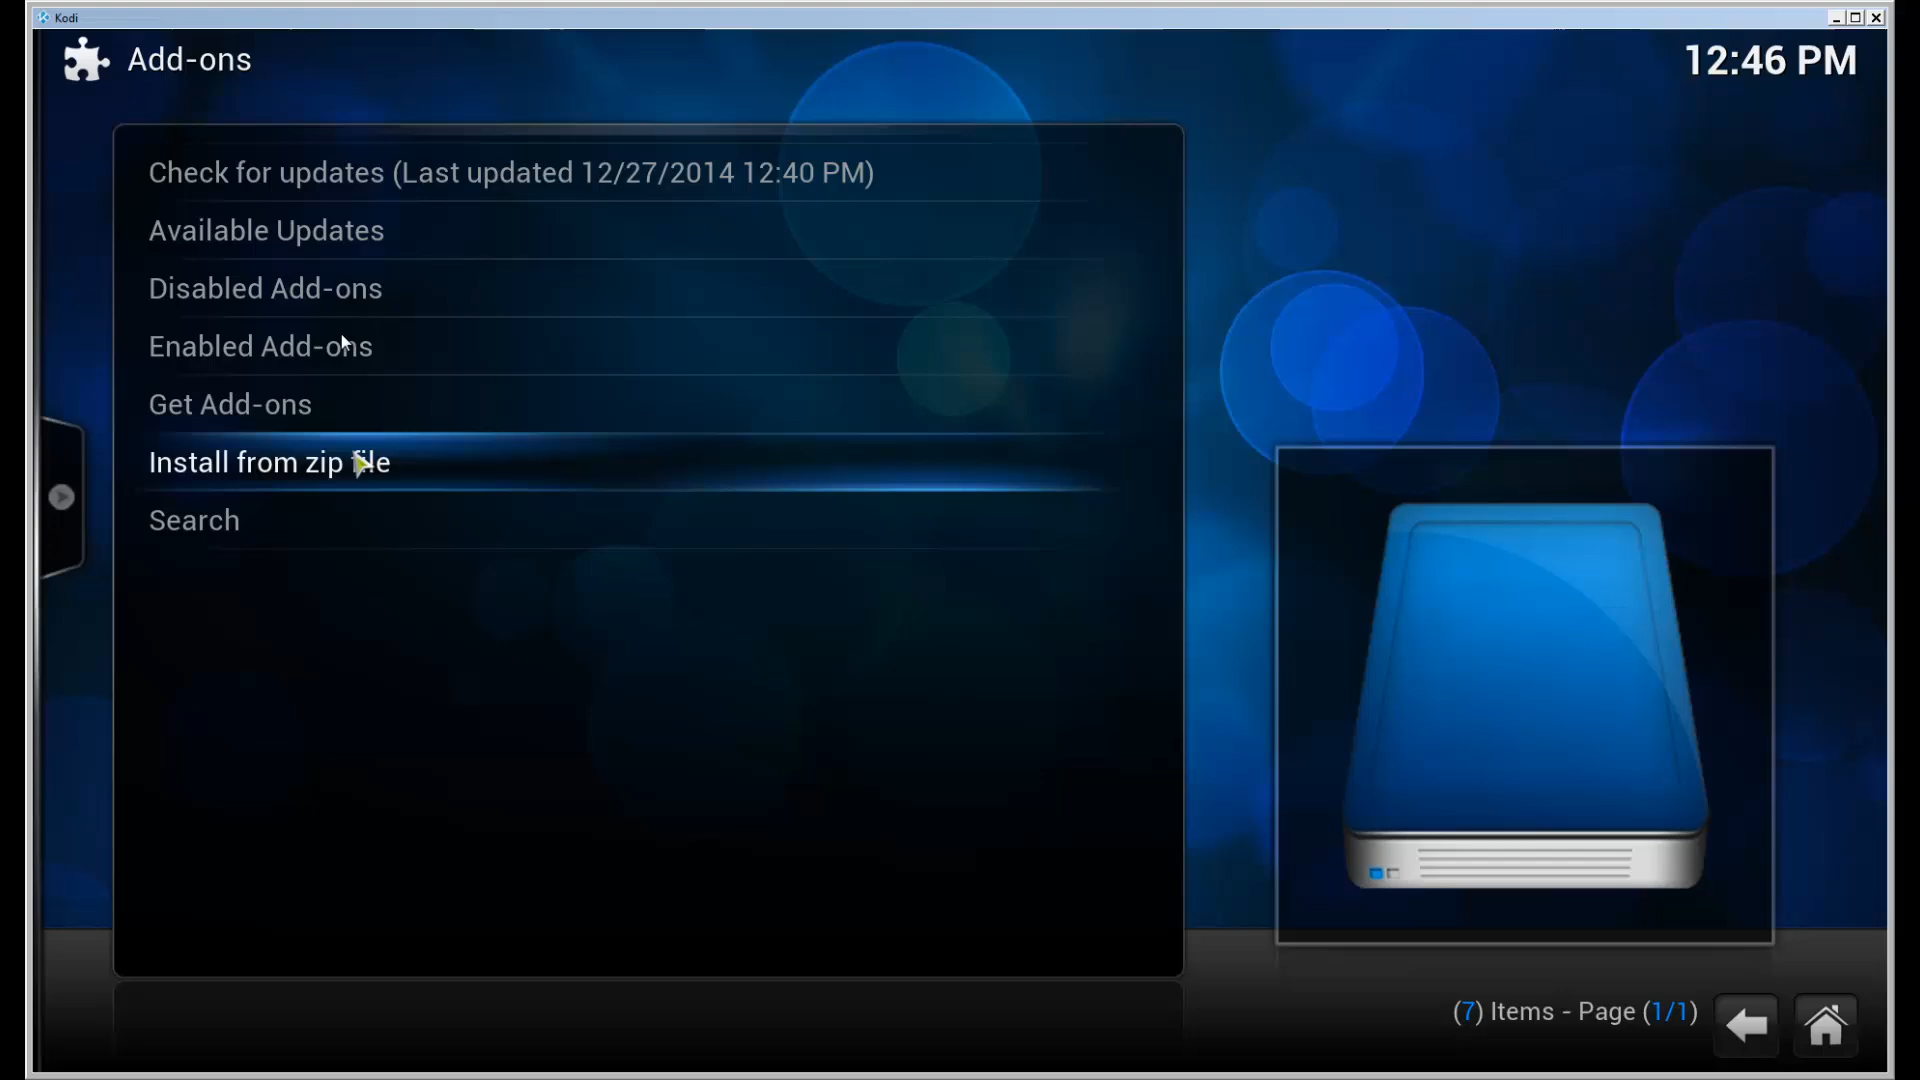 Kodi
Add-ons
12:46 PM
Check for updates (Last updated 12/27/2014 12:40 PM)
Available Updates
Disabled Add-ons
Enabled Add-ons
Get Add-ons
Install from zip file
Search
(7) Items - Page (1/1)